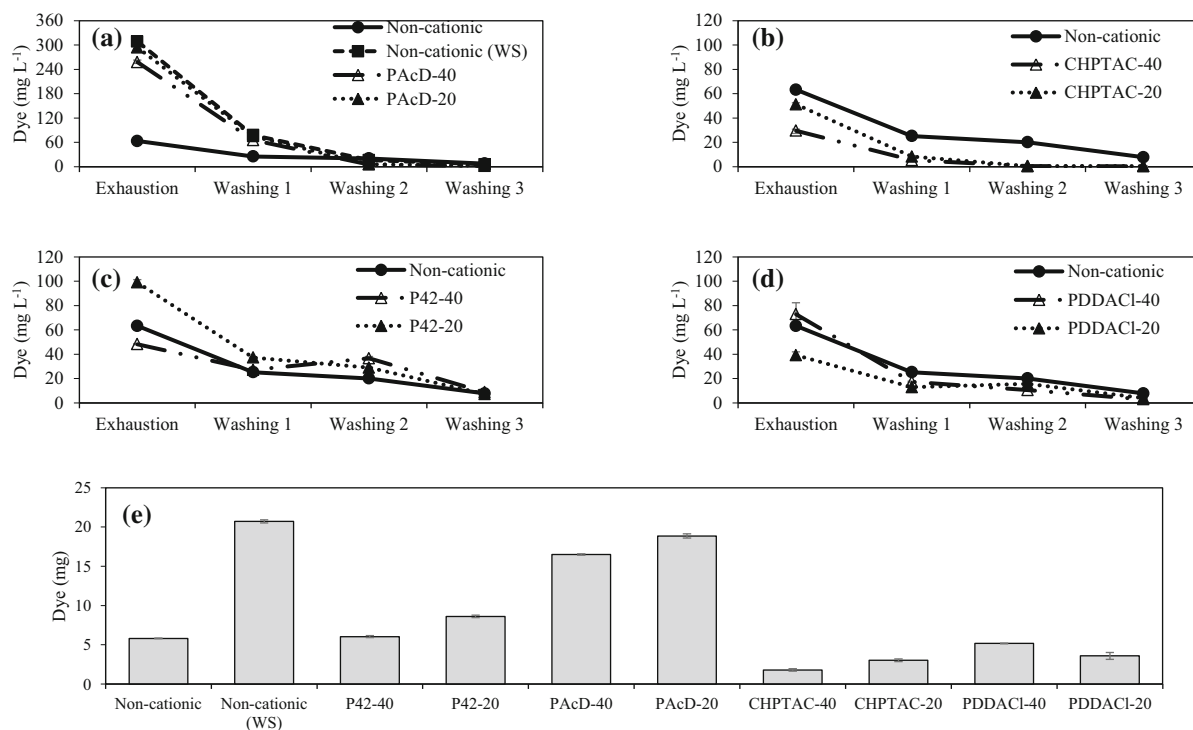 (a)
Dye (mg L⁻¹)
360
300
240
180
120
60
0
Exhaustion Washing 1 Washing 2 Washing 3
Non-cationic
Non-cationic (WS)
PAcD-40
PAcD-20
(b)
Dye (mg L⁻¹)
120
100
80
60
40
20
0
Exhaustion Washing 1 Washing 2 Washing 3
Non-cationic
CHPTAC-40
CHPTAC-20
(c)
Dye (mg L⁻¹)
120
100
80
60
40
20
0
Exhaustion Washing 1 Washing 2 Washing 3
Non-cationic
P42-40
P42-20
(d)
Dye (mg L⁻¹)
120
100
80
60
40
20
0
Exhaustion Washing 1 Washing 2 Washing 3
Non-cationic
PDDACl-40
PDDACl-20
(e)
Dye (mg)
25
20
15
10
5
0
Non-cationic Non-cationic P42-40 P42-20 PAcD-40 PAcD-20 CHPTAC-40 CHPTAC-20 PDDACl-40 PDDACl-20
(WS)